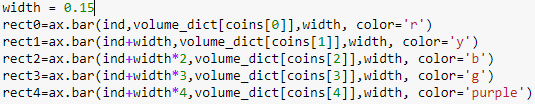 width = 0.15
rect0=ax.bar(ind,volume_dict[coins[0]],width, color='r')
rect1=ax.bar(ind+width,volume_dict[coins[1]],width, color='y')
rect2=ax.bar(ind+width*2,volume_dict[coins[2]],width, color='b')
rect3=ax.bar(ind+width*3,volume_dict[coins[3]],width, color='g')
rect4=ax.bar(ind+width*4,volume_dict[coins[4]],width, color='purple')